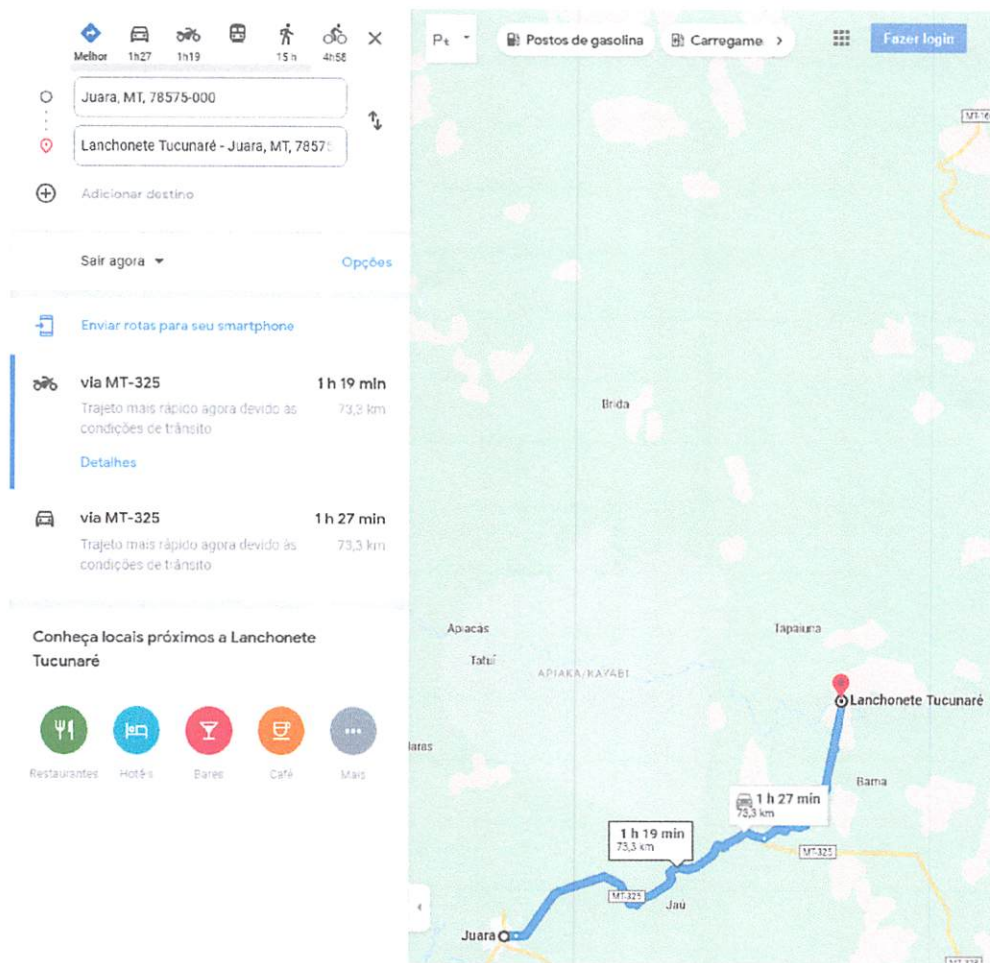 Melhor 1h27 1h19 15 h 4h58
Juara, MT, 78575-000
Lanchonete Tucunaré - Juara, MT, 7857
Adicionar destino
Sair agora
Opções
Enviar rotas para seu smartphone
via MT-325 1 h 19 min
Trajeto mais rápido agora devido às 73,3 km
condições de trânsito
Detalhes
via MT-325 1 h 27 min
Trajeto mais rápido agora devido às 73,3 km
condições de trânsito
Conheça locais próximos a Lanchonete
Tucunaré
Restaurantes Hotéis Bares Café Mais
Postos de gasolina
Carregame
Fazer login
Brida
Apiacás
Tapaiuna
Tatuí
APIAKA/KAYABI
Lanchonete Tucunaré
Bama
1 h 27 min
73,3 km
1 h 19 min
73,3 km
MT-325
MT-325
Jaú
Juara